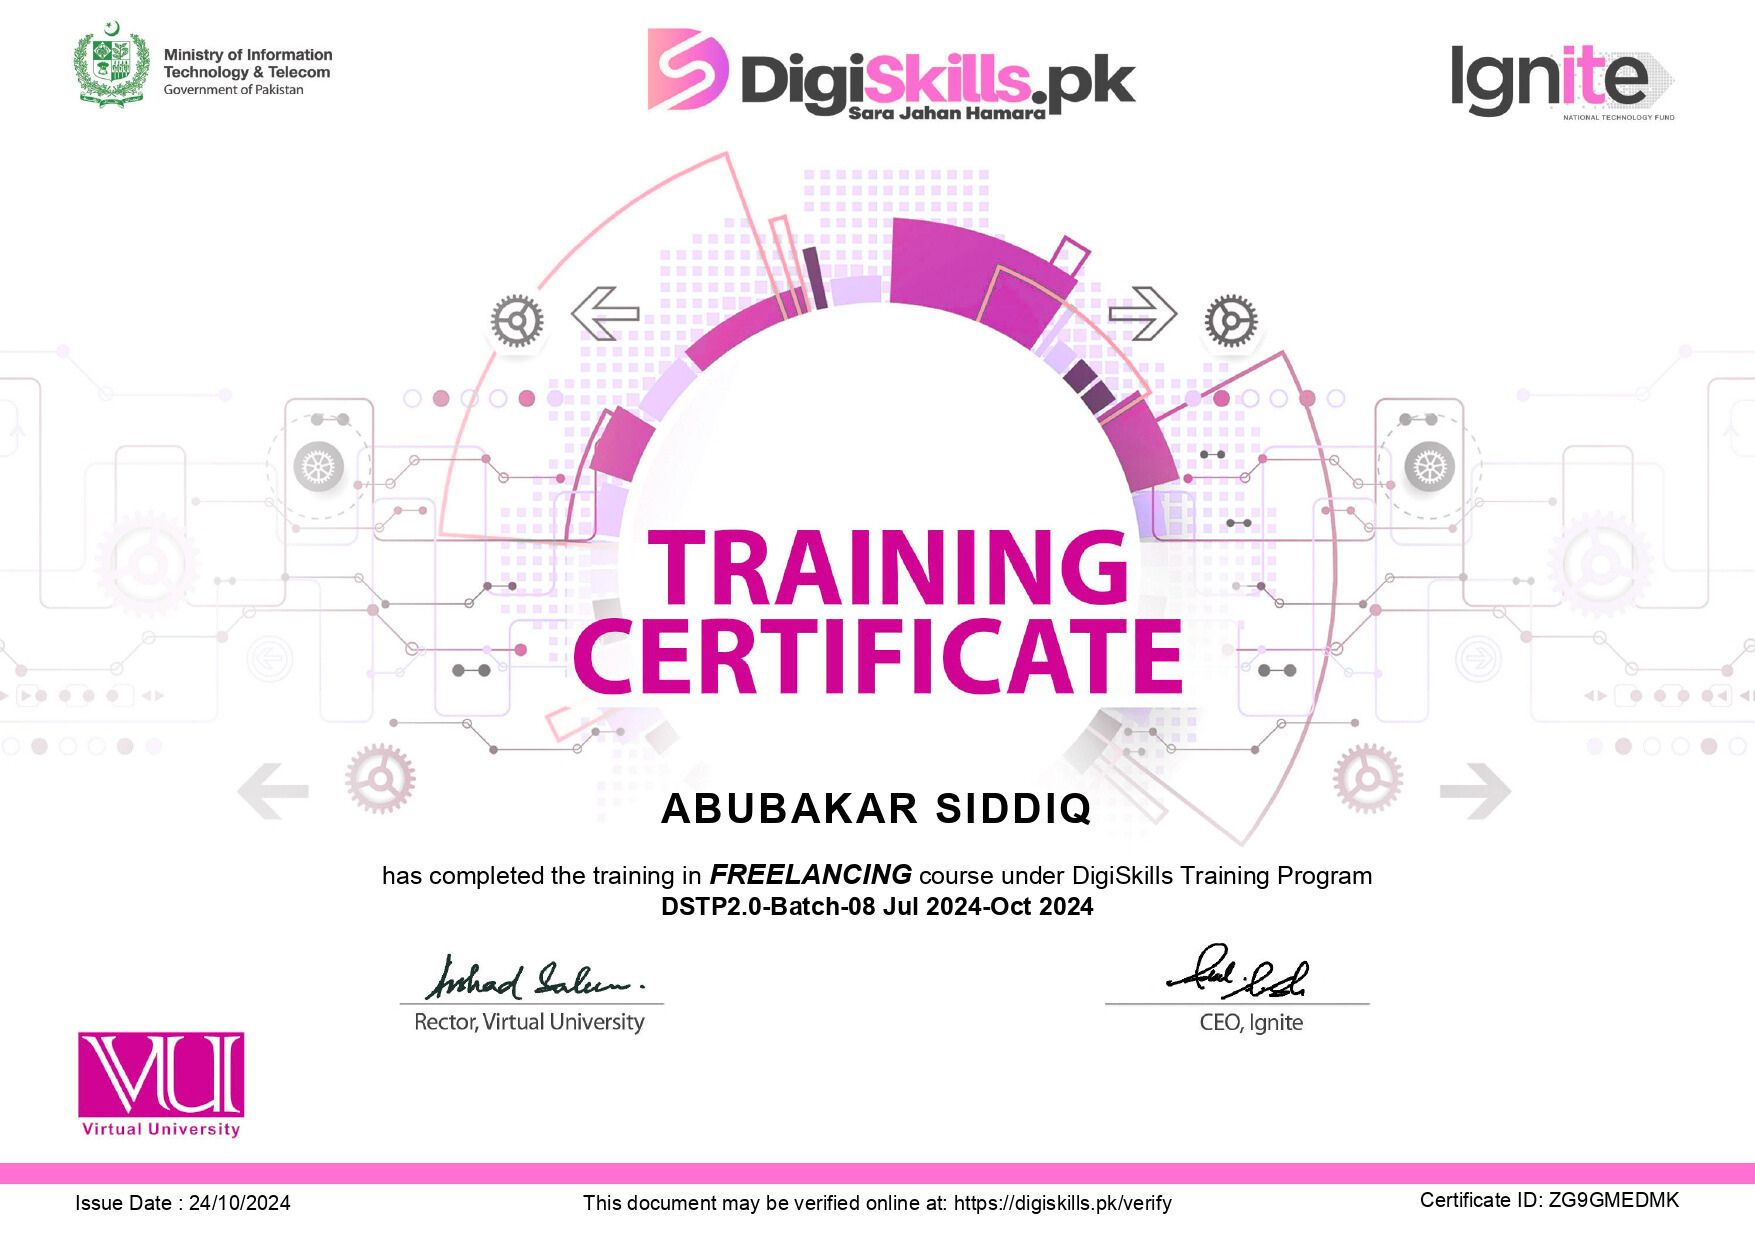 Ministry of Information
Technology & Telecom
Government of Pakistan
DigiSkills.pk
Sara Jahan Hamara
Ignite
NATIONAL TECHNOLOGY FUND
TRAINING
CERTIFICATE
ABUBAKAR SIDDIQ
has completed the training in FREELANCING course under DigiSkills Training Program
DSTP2.0-Batch-08 Jul 2024-Oct 2024
Arshad Saleem.
Rector, Virtual University
CEO, Ignite
VU
Virtual University
Issue Date : 24/10/2024
This document may be verified online at: https://digiskills.pk/verify
Certificate ID: ZG9GMEDMK